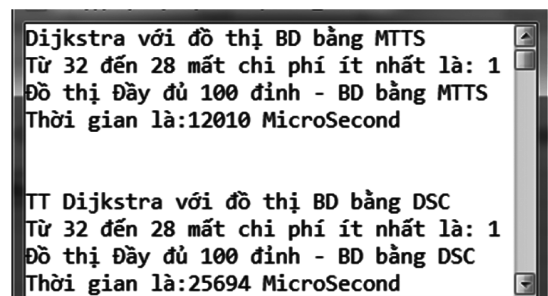 Dijkstra với đồ thị BD bằng MTTS
Từ 32 đến 28 mất chi phí ít nhất là: 1
Đồ thị Đầy đủ 100 đỉnh - BD bằng MTTS
Thời gian là:12010 MicroSecond
TT Dijkstra với đồ thị BD bằng DSC
Từ 32 đến 28 mất chi phí ít nhất là: 1
Đồ thị Đầy đủ 100 đỉnh - BD bằng DSC
Thời gian là:25694 MicroSecond